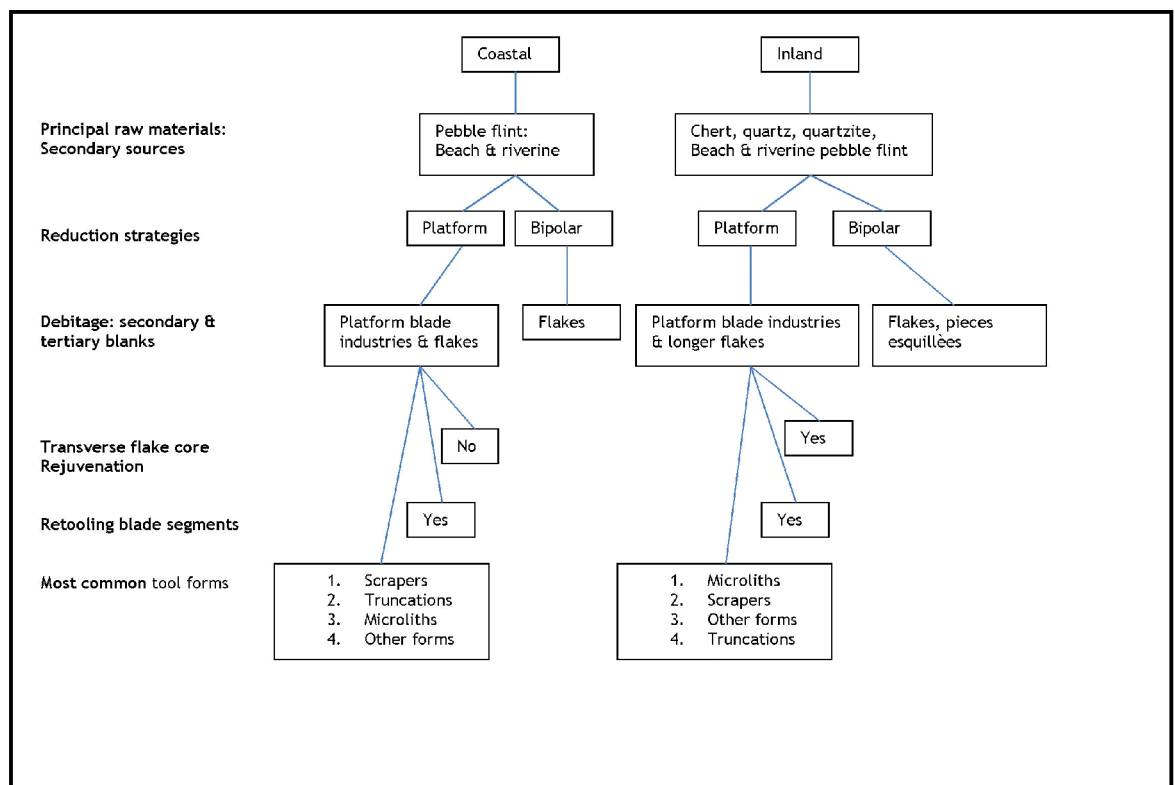 Coastal
Inland
Principal raw materials:
Secondary sources
Pebble flint:
Beach & riverine
Chert, quartz, quartzite,
Beach & riverine pebble flint
Reduction strategies
Platform
Bipolar
Platform
Bipolar
Debitage: secondary &
tertiary blanks
Platform blade
industries & flakes
Flakes
Platform blade industries
& longer flakes
Flakes, pieces
esquillèes
Transverse flake core
Rejuvenation
No
Yes
Retooling blade segments
Yes
Yes
Most common tool forms
1. Scrapers
2. Truncations
3. Microliths
4. Other forms
1. Microliths
2. Scrapers
3. Other forms
4. Truncations